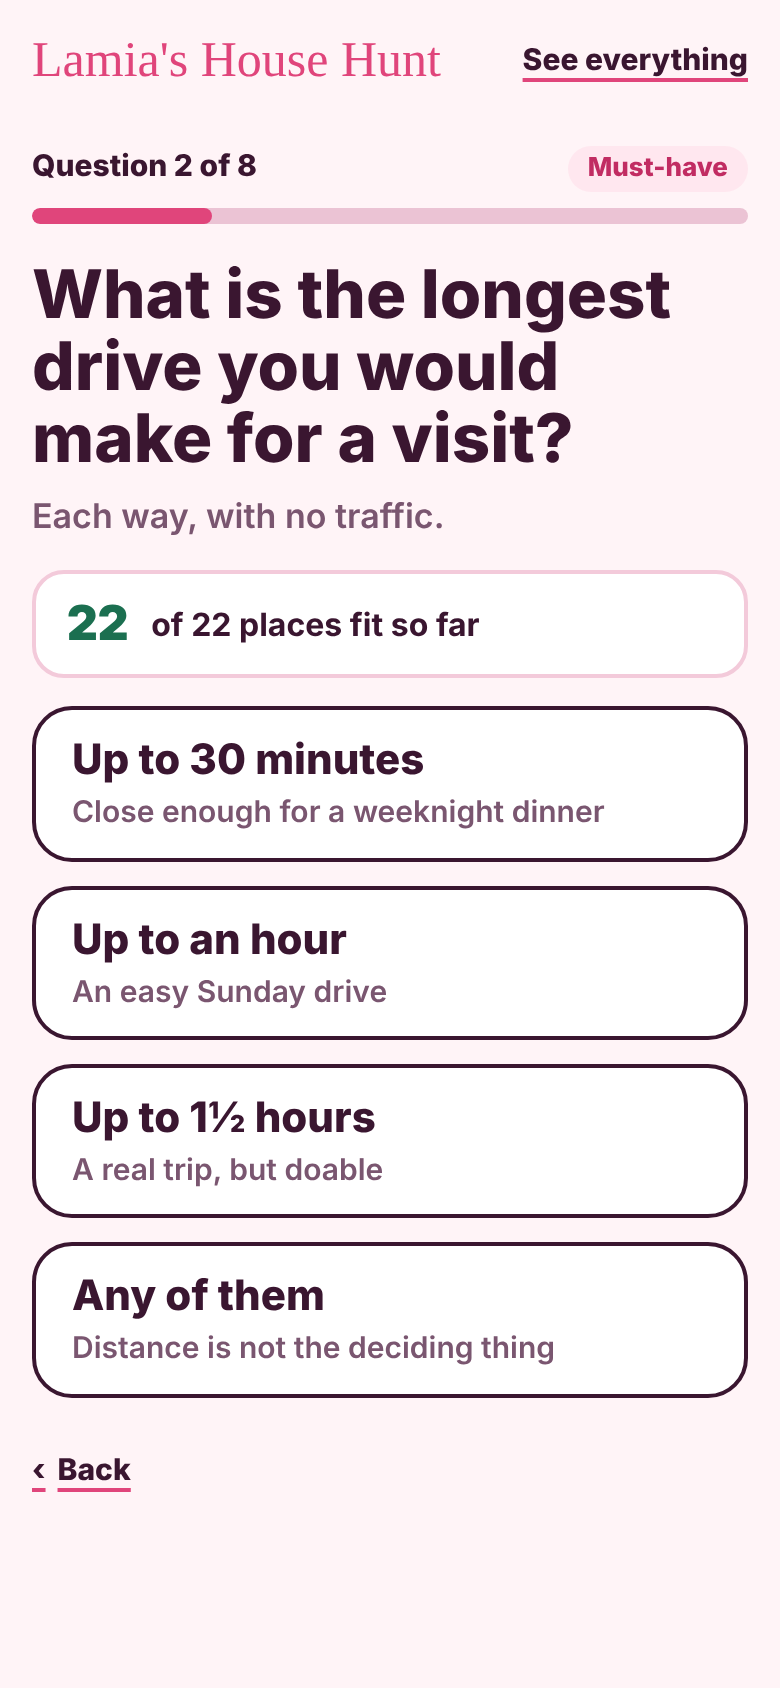 Lamia's House Hunt
See everything
Question 2 of 8
Must-have
What is the longest
drive you would
make for a visit?
Each way, with no traffic.
22 of 22 places fit so far
Up to 30 minutes
Close enough for a weeknight dinner
Up to an hour
An easy Sunday drive
Up to 1½ hours
A real trip, but doable
Any of them
Distance is not the deciding thing
‹ Back